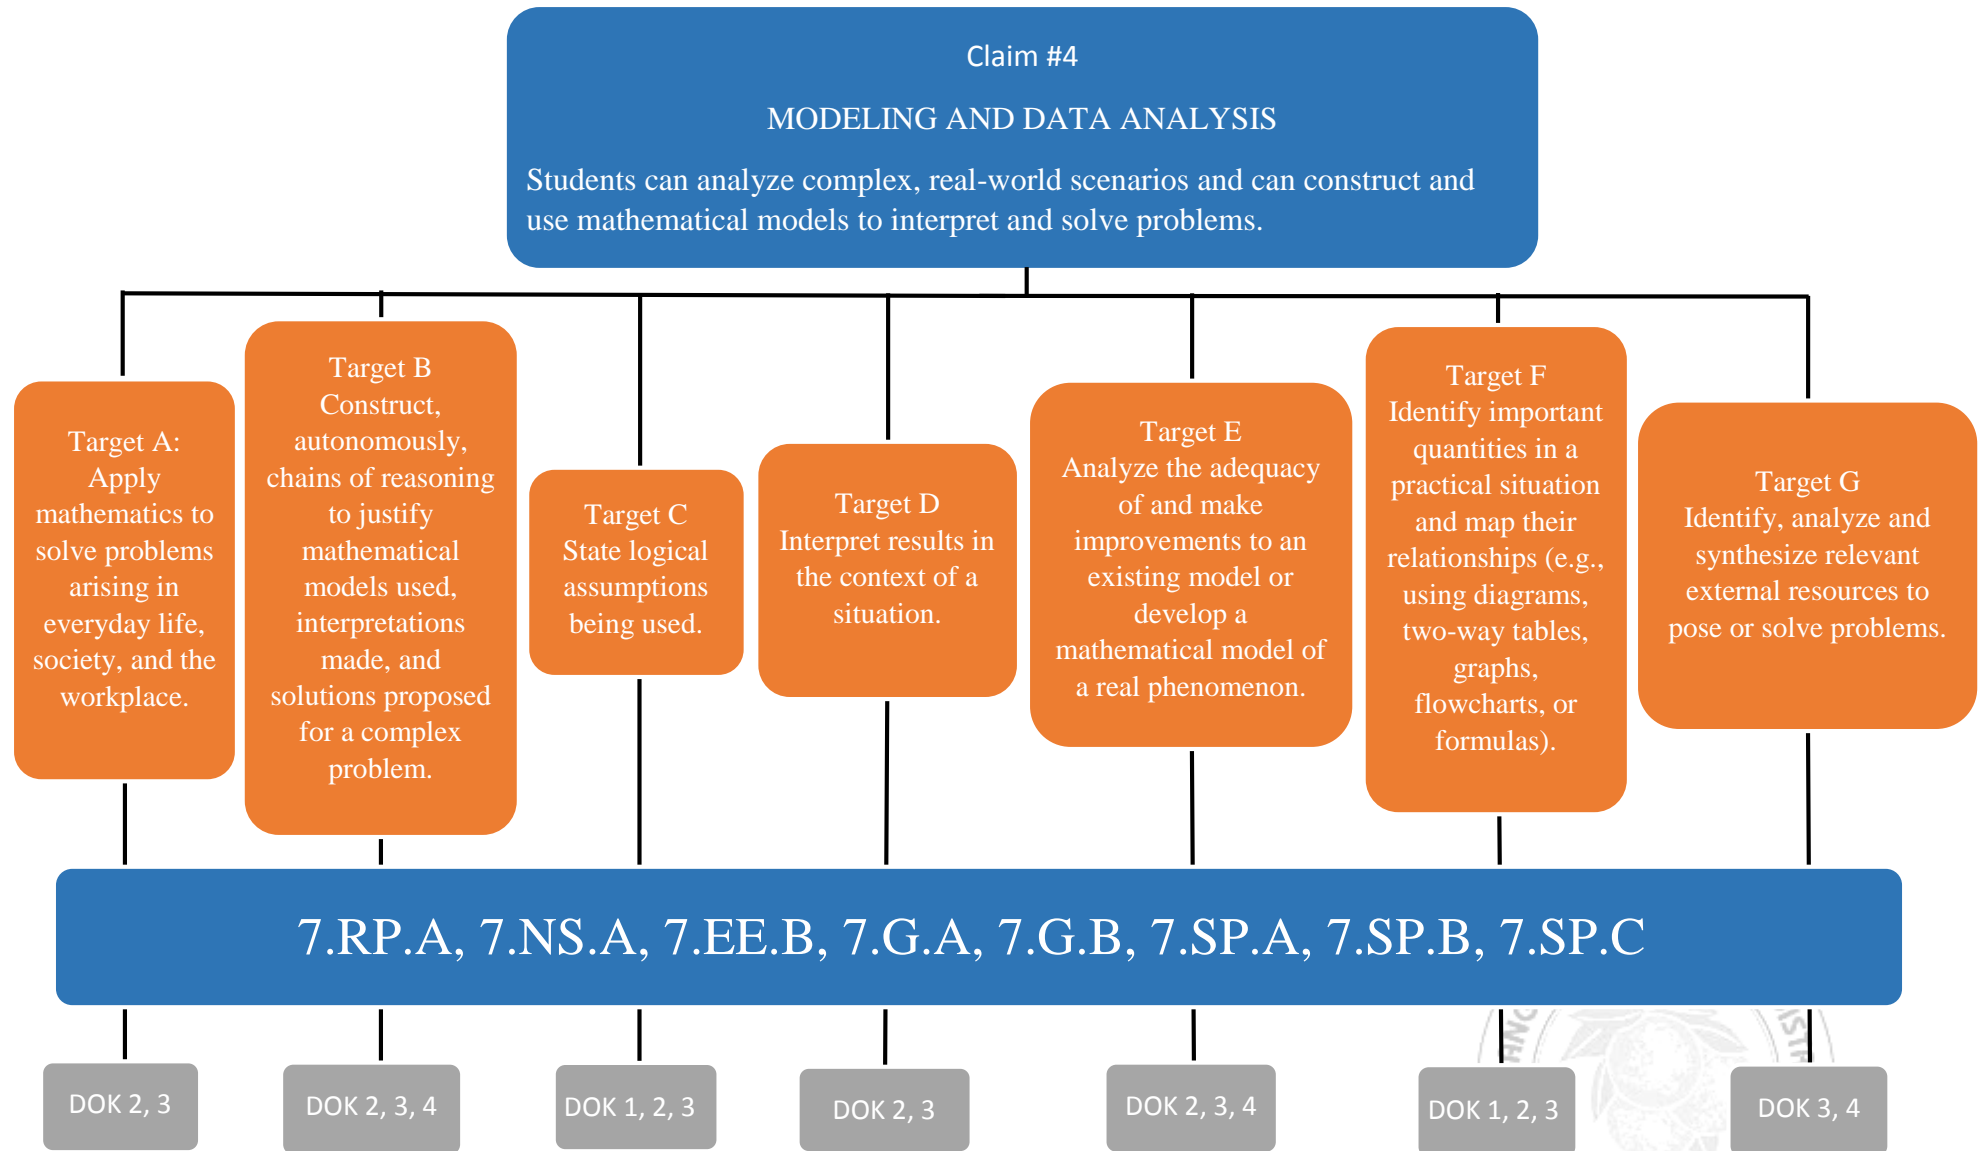 Claim #4
MODELING AND DATA ANALYSIS
Students can analyze complex, real-world scenarios and can construct and
use mathematical models to interpret and solve problems.
Target A:
Apply
mathematics to
solve problems
arising in
everyday life,
society, and the
workplace.
Target B
Construct,
autonomously,
chains of reasoning
to justify
mathematical
models used,
interpretations
made, and
solutions proposed
for a complex
problem.
Target C
State logical
assumptions
being used.
Target D
Interpret results in
the context of a
situation.
Target E
Analyze the adequacy
of and make
improvements to an
existing model or
develop a
mathematical model of
a real phenomenon.
Target F
Identify important
quantities in a
practical situation
and map their
relationships (e.g.,
using diagrams,
two-way tables,
graphs,
flowcharts, or
formulas).
Target G
Identify, analyze and
synthesize relevant
external resources to
pose or solve problems.
7.RP.A, 7.NS.A, 7.EE.B, 7.G.A, 7.G.B, 7.SP.A, 7.SP.B, 7.SP.C
DOK 2, 3
DOK 2, 3, 4
DOK 1, 2, 3
DOK 2, 3
DOK 2, 3, 4
DOK 1, 2, 3
DOK 3, 4